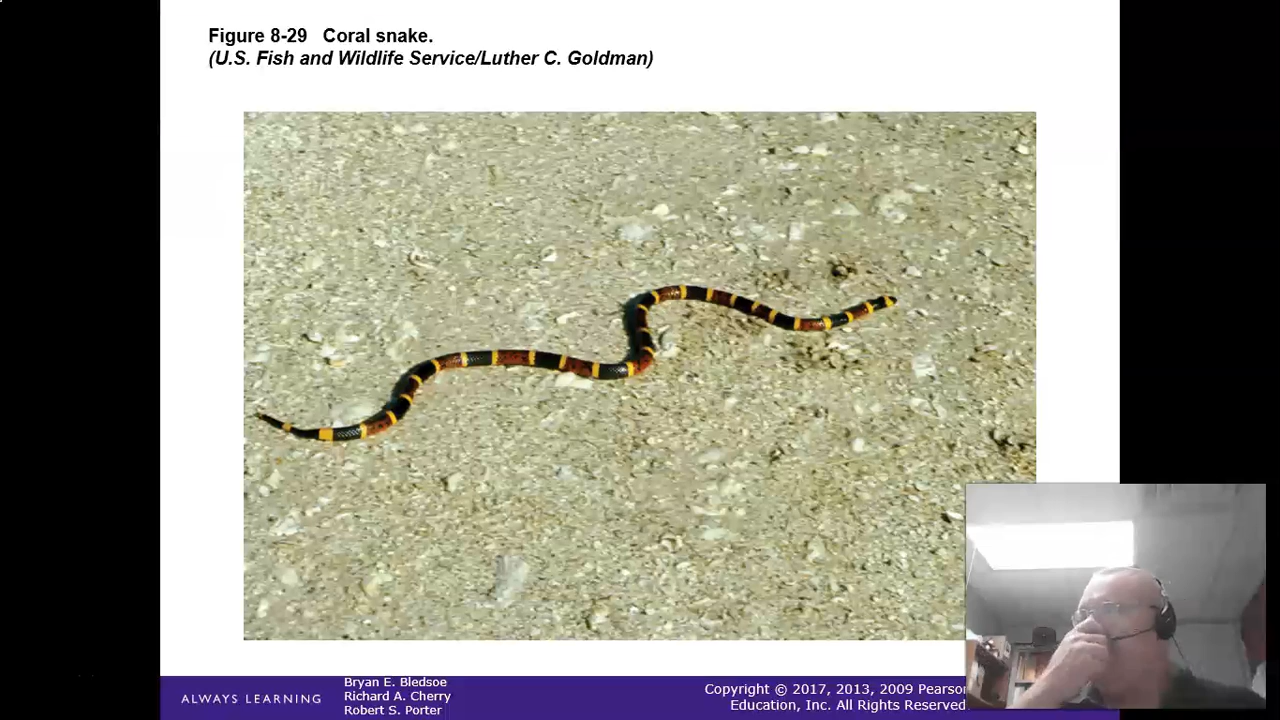 Figure 8-29 Coral snake.
(U.S. Fish and Wildlife Service/Luther C. Goldman)
ALWAYS LEARNING
Bryan E. Bledsoe
Richard A. Cherry
Robert S. Porter
Copyright © 2017, 2013, 2009 Pearson
Education, Inc. All Rights Reserved